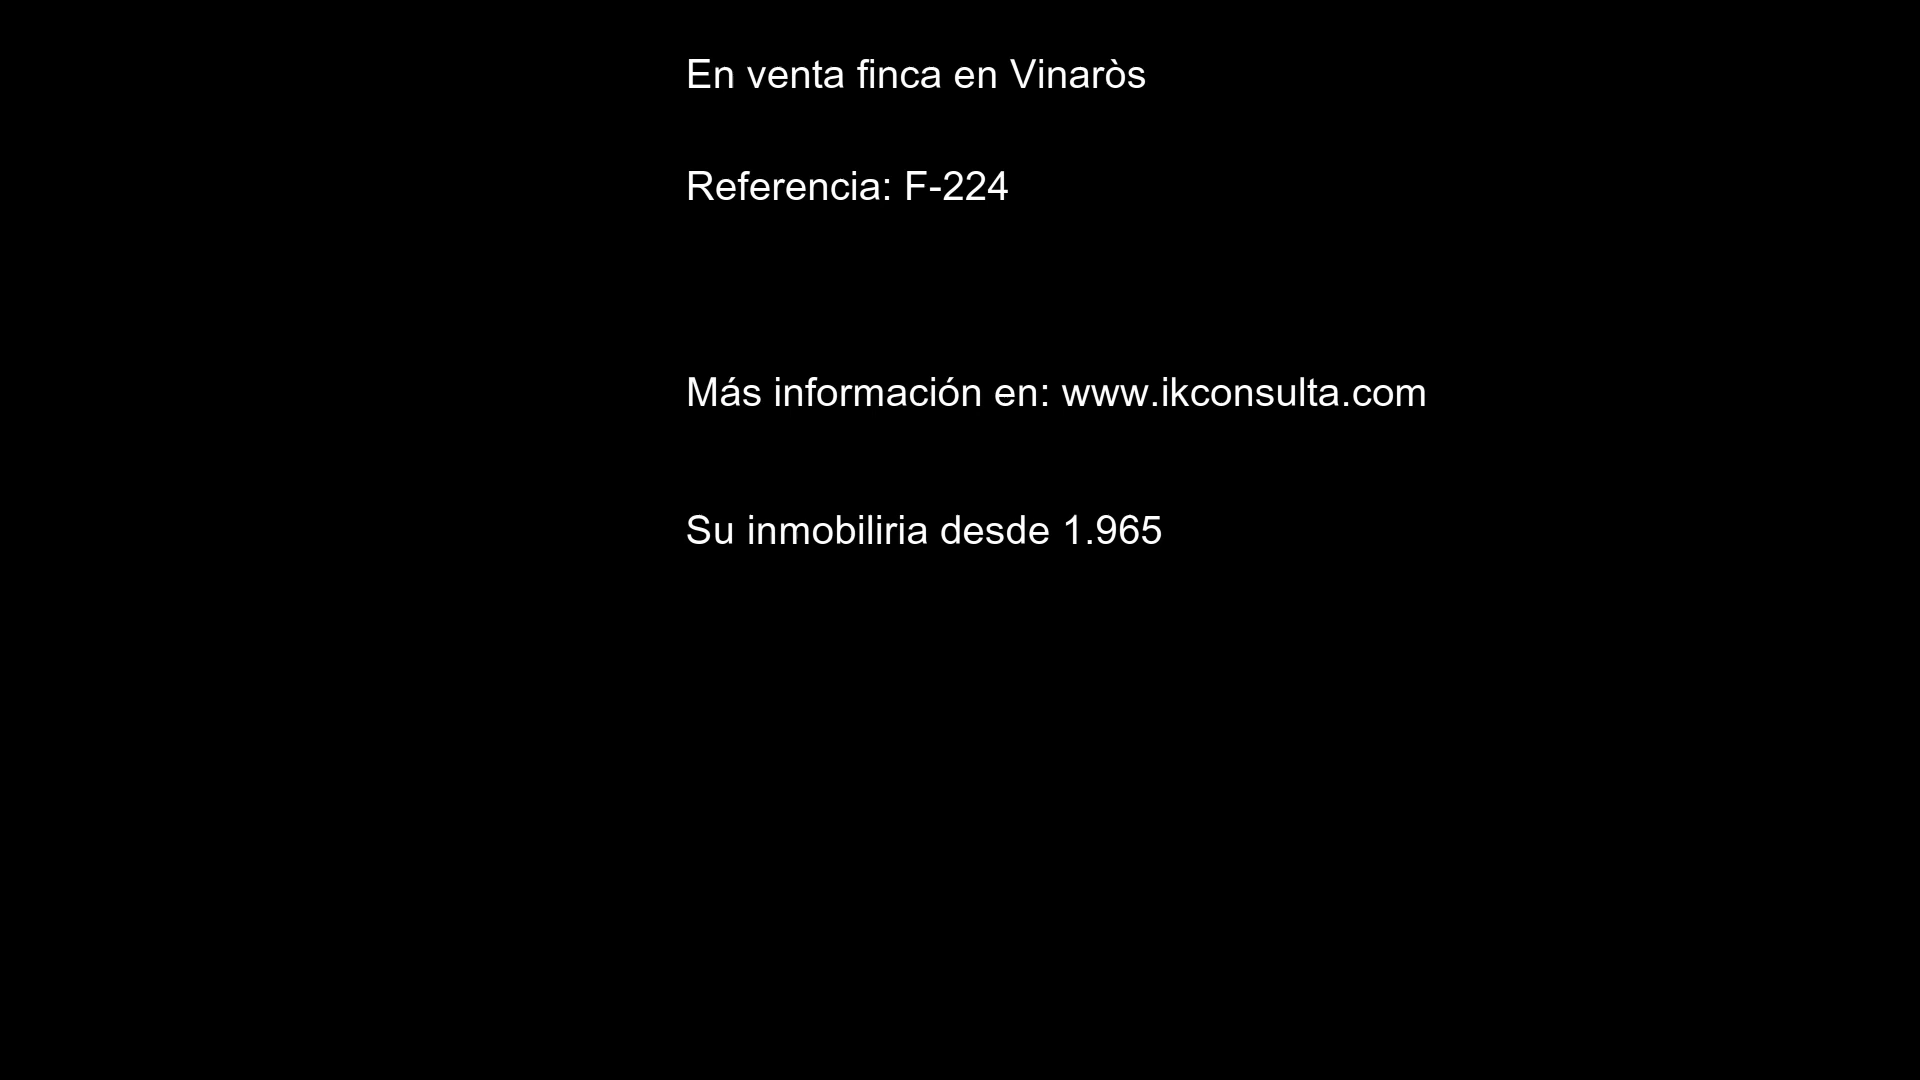 En venta finca en Vinaròs
Referencia: F-224
Más información en: www.ikconsulta.com
Su inmobiliria desde 1.965